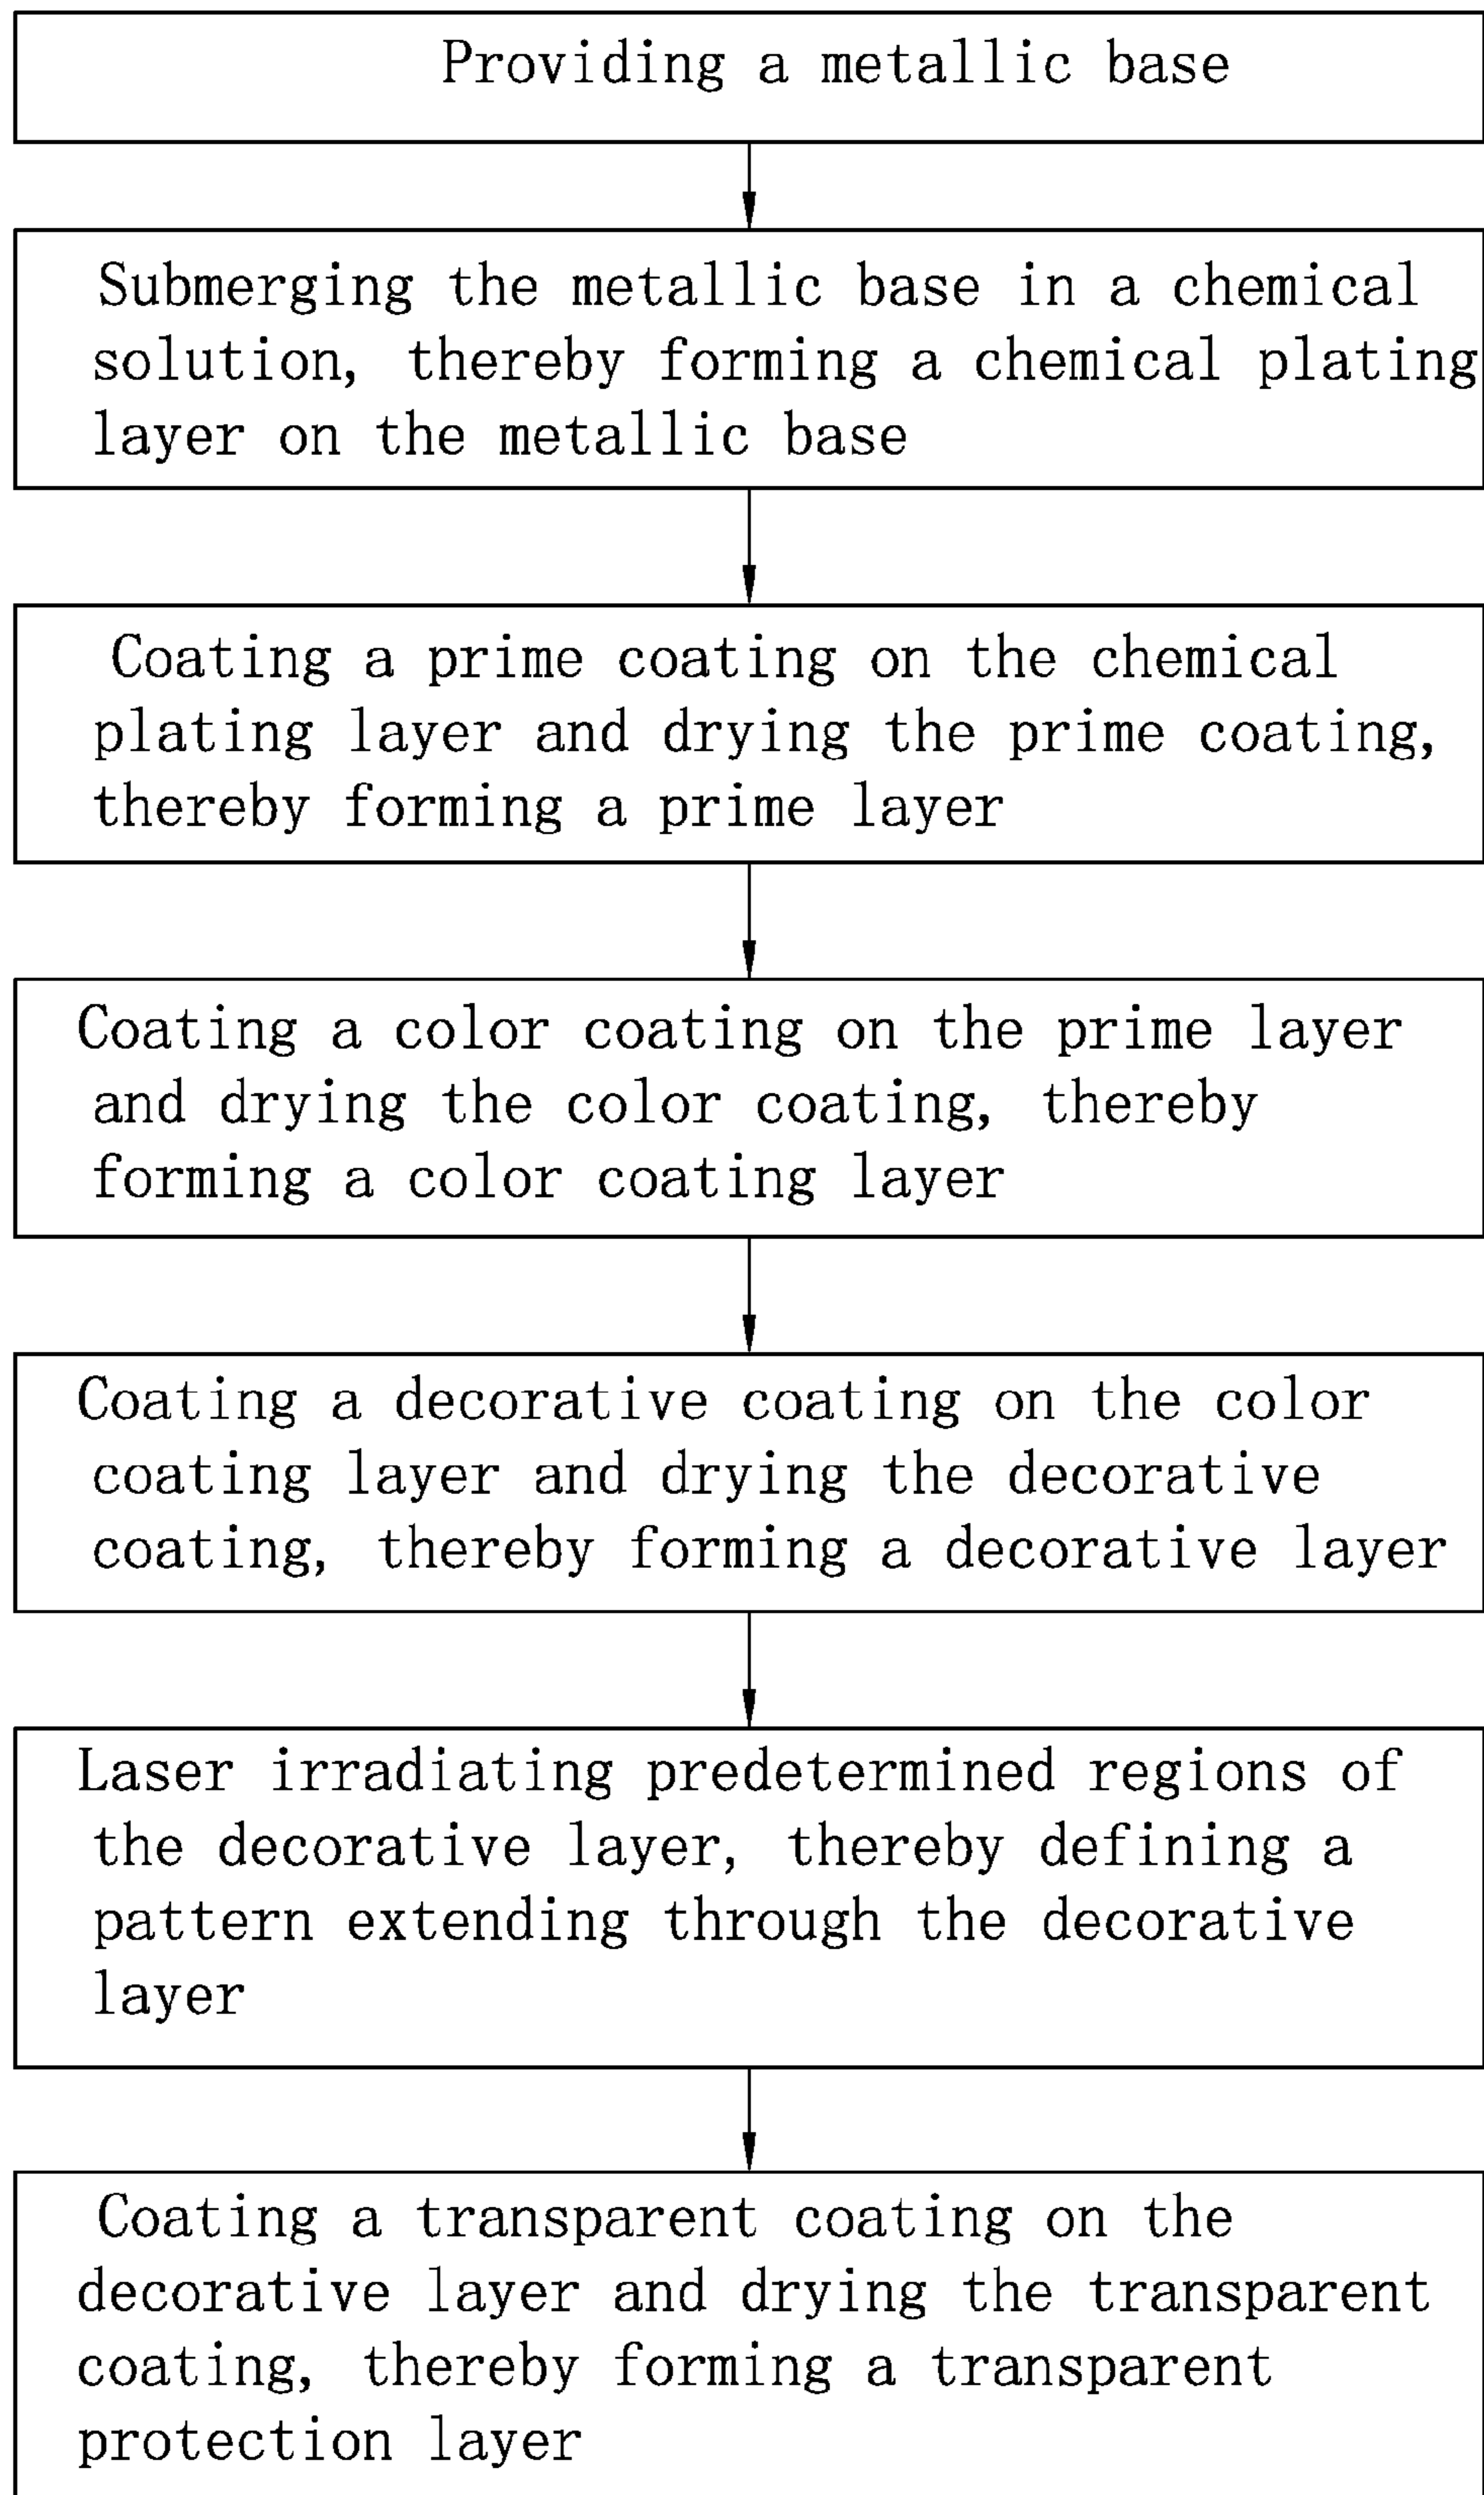 Providing a metallic base
Submerging the metallic base in a chemical
solution, thereby forming a chemical plating
layer on the metallic base
Coating a prime coating on the chemical
plating layer and drying the prime coating,
thereby forming a prime layer
Coating a color coating on the prime layer
and drying the color coating, thereby
forming a color coating layer
Coating a decorative coating on the color
coating layer and drying the decorative
coating, thereby forming a decorative layer
Laser irradiating predetermined regions of
the decorative layer, thereby defining a
pattern extending through the decorative
layer
Coating a transparent coating on the
decorative layer and drying the transparent
coating, thereby forming a transparent
protection layer